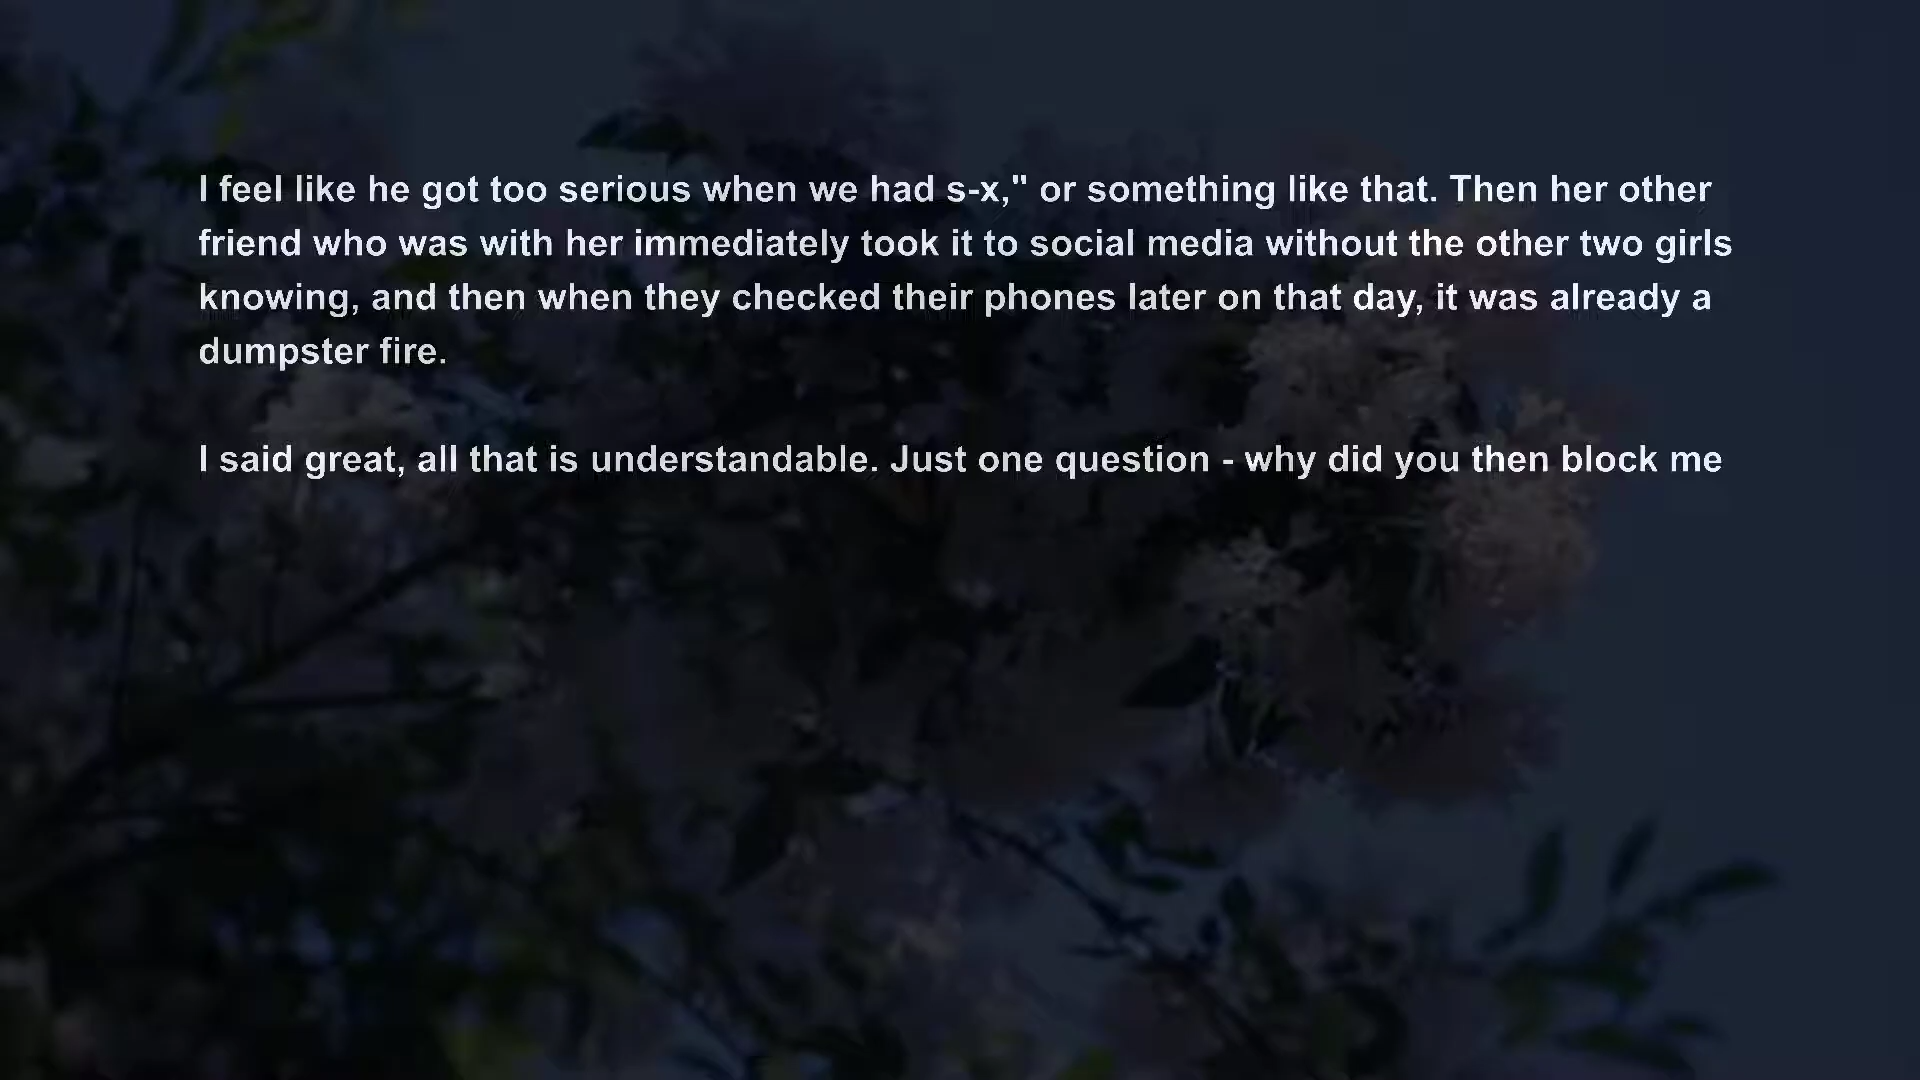 I feel like he got too serious when we had s-x," or something like that. Then her other
friend who was with her immediately took it to social media without the other two girls
knowing, and then when they checked their phones later on that day, it was already a
dumpster fire.
I said great, all that is understandable. Just one question - why did you then block me